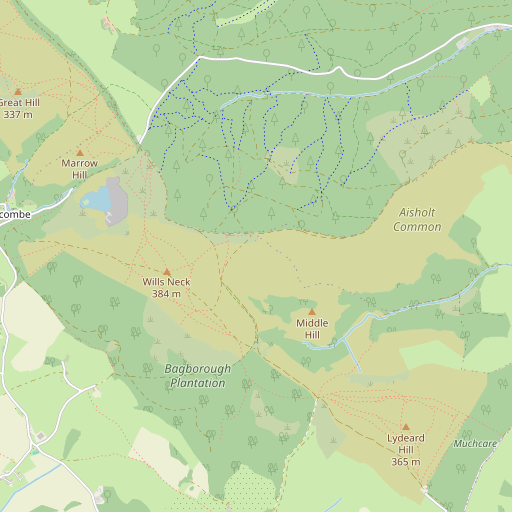 Great Hill
337 m
Marrow
Hill
combe
Aisholt
Common
Wills Neck
384 m
Middle
Hill
Bagborough
Plantation
Lydeard
Hill
365 m
Muchcare